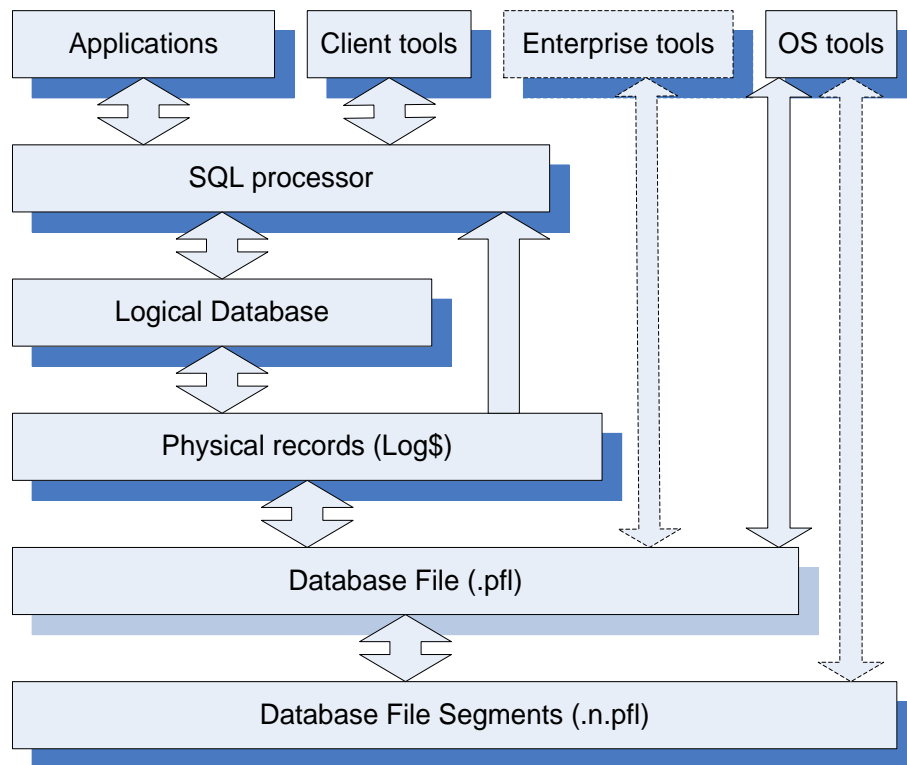 Applications
Client tools
Enterprise tools
OS tools
SQL processor
Logical Database
Physical records (Log$)
Database File (.pfl)
Database File Segments (.n.pfl)